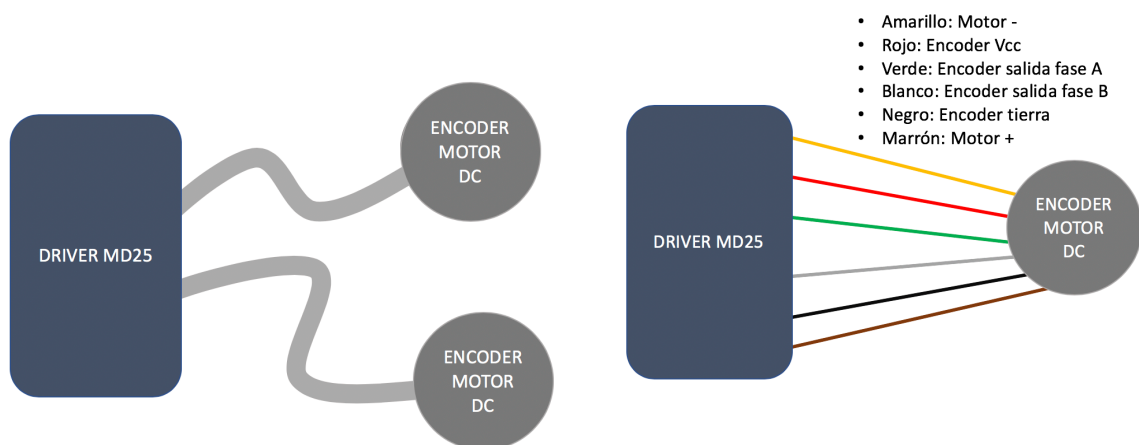 DRIVER MD25
ENCODER
MOTOR
DC
ENCODER
MOTOR
DC
• Amarillo: Motor -
• Rojo: Encoder Vcc
• Verde: Encoder salida fase A
• Blanco: Encoder salida fase B
• Negro: Encoder tierra
• Marrón: Motor +
DRIVER MD25
ENCODER
MOTOR
DC